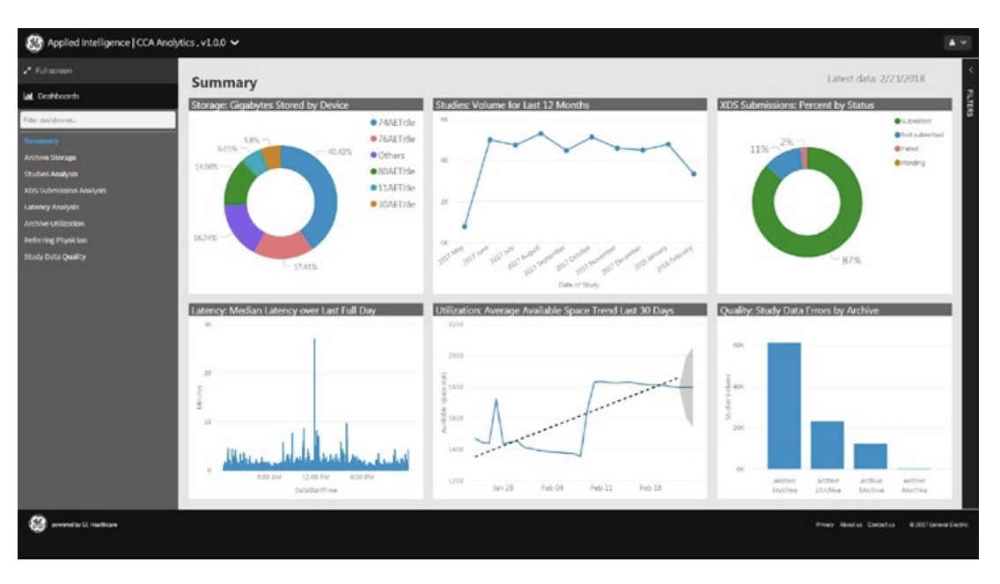 Applied Intelligence | CCA Analytics , v1.0.0
Full screen
Dashboards
Filter dashboards...
Summary
Archive Storage
Studies Analysis
XDS Submission Analysis
Latency Analysis
Archive Utilization
Referring Physician
Study Data Quality
Summary
Latest data: 2/23/2018
FILTERS
Storage: Gigabytes Stored by Device
5.8%
6.05%
14.06%
16.24%
17.41%
40.43%
74AETitle
76AETitle
Others
80AETitle
11AETitle
30AETitle
Studies: Volume for Last 12 Months
6K
4K
2K
0K
2017 May
2017 June
2017 July
2017 August
2017 September
2017 October
2017 November
2017 December
2018 January
2018 February
Date of Study
XDS Submissions: Percent by Status
11%
2%
87%
Submitted
Not submitted
Failed
Pending
Latency: Median Latency over Last Full Day
30
20
10
0
Minutes
6:00 AM 12:00 PM 6:00 PM
DataStartTime
Utilization: Average Available Space Trend Last 30 Days
2200
2000
1800
1600
1400
1200
Available Space (GB)
Jan 28 Feb 04 Feb 11 Feb 18
Quality: Study Data Errors by Archive
60K
40K
20K
0K
Studies Volume
Archive Archive Archive Archive
2Archive 5Archive 4Archive
powered by GE Healthcare
Privacy About us Contact us © 2017 General Electric